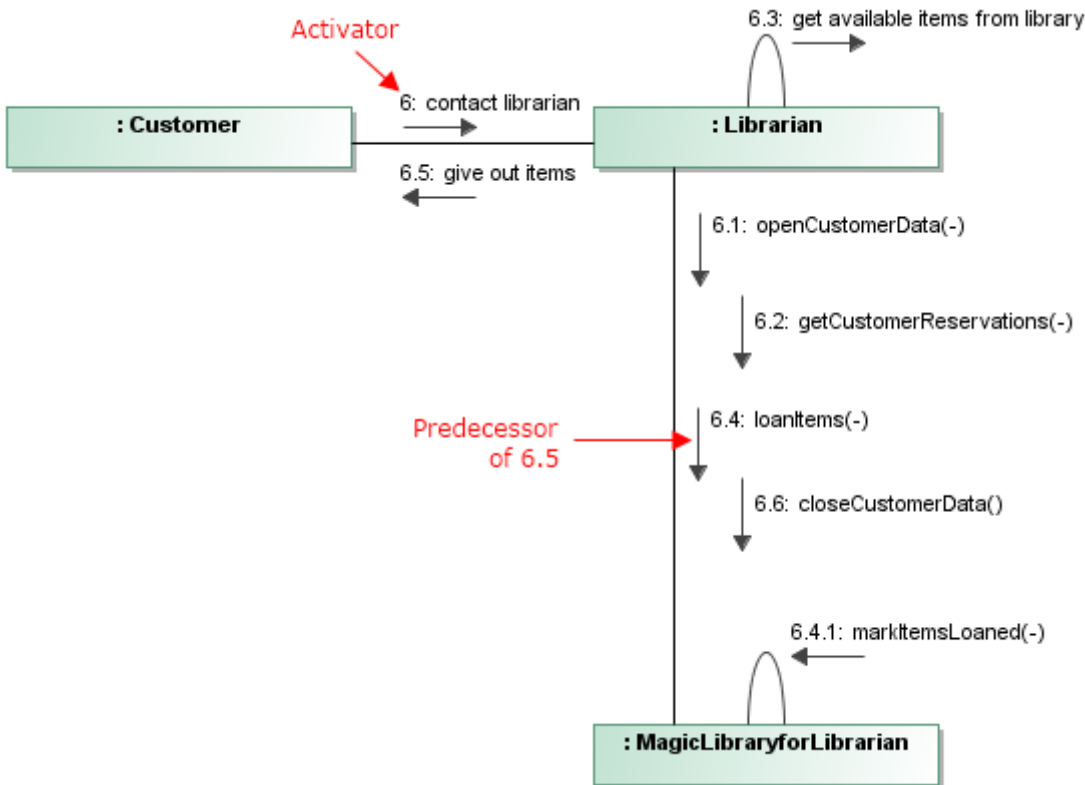 6.3: get available items from library
Activator
6: contact librarian
: Customer
: Librarian
6.5: give out items
6.1: openCustomerData(-)
6.2: getCustomerReservations(-)
6.4: loanItems(-)
Predecessor
of 6.5
6.6: closeCustomerData()
6.4.1: markItemsLoaned(-)
: MagicLibraryforLibrarian